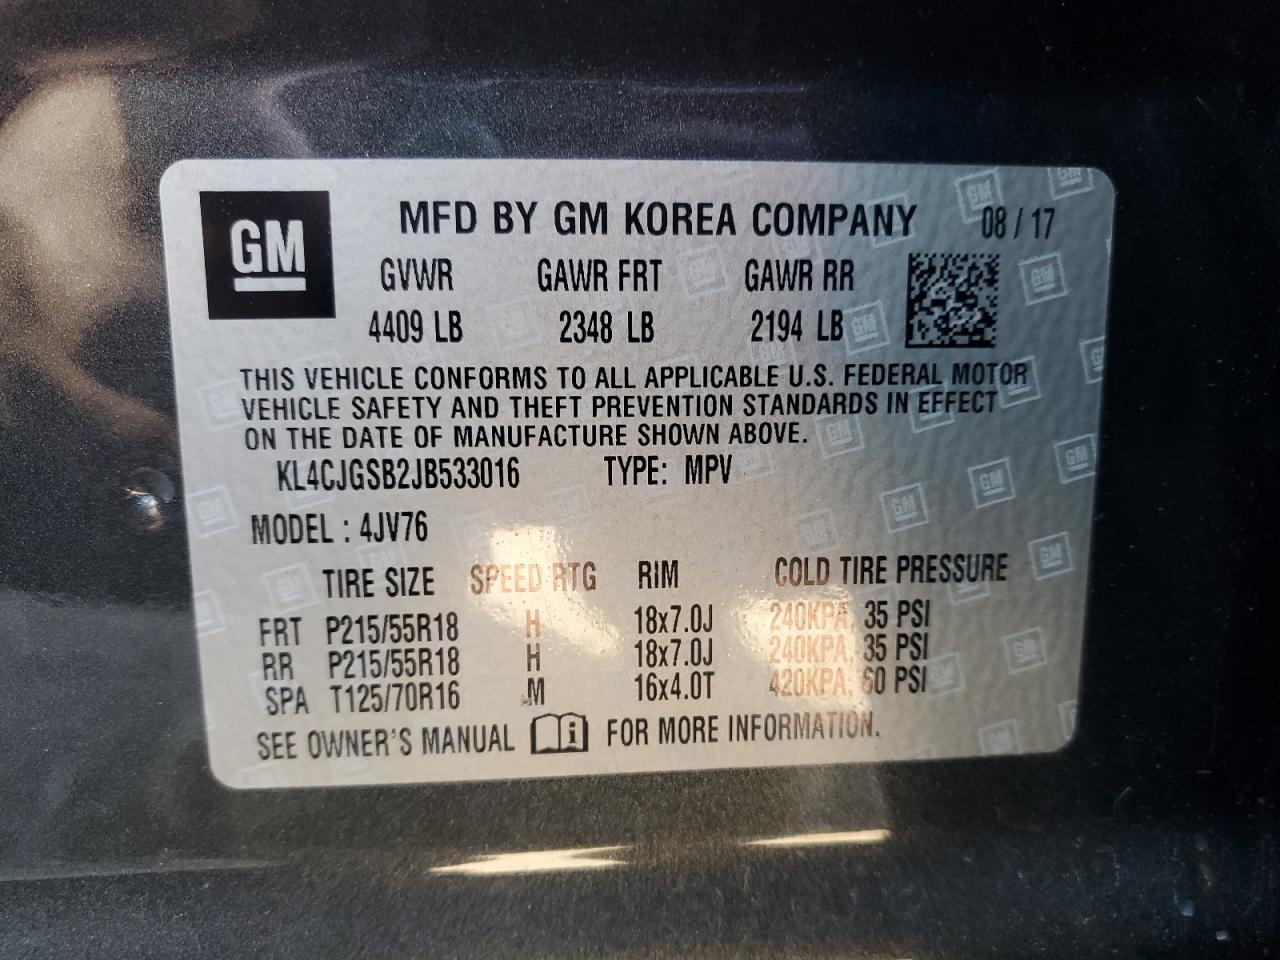 GM
MFD BY GM KOREA COMPANY 08 / 17
GVWR GAWR FRT GAWR RR
4409 LB 2348 LB 2194 LB
THIS VEHICLE CONFORMS TO ALL APPLICABLE U.S. FEDERAL MOTOR
VEHICLE SAFETY AND THEFT PREVENTION STANDARDS IN EFFECT
ON THE DATE OF MANUFACTURE SHOWN ABOVE.
KL4CJGSB2JB533016 TYPE: MPV
MODEL : 4JV76
TIRE SIZE SPEED RTG RIM COLD TIRE PRESSURE
FRT P215/55R18 H 18x7.0J 240KPA, 35 PSI
RR P215/55R18 H 18x7.0J 240KPA, 35 PSI
SPA T125/70R16 M 16x4.0T 420KPA, 60 PSI
SEE OWNER'S MANUAL i FOR MORE INFORMATION.